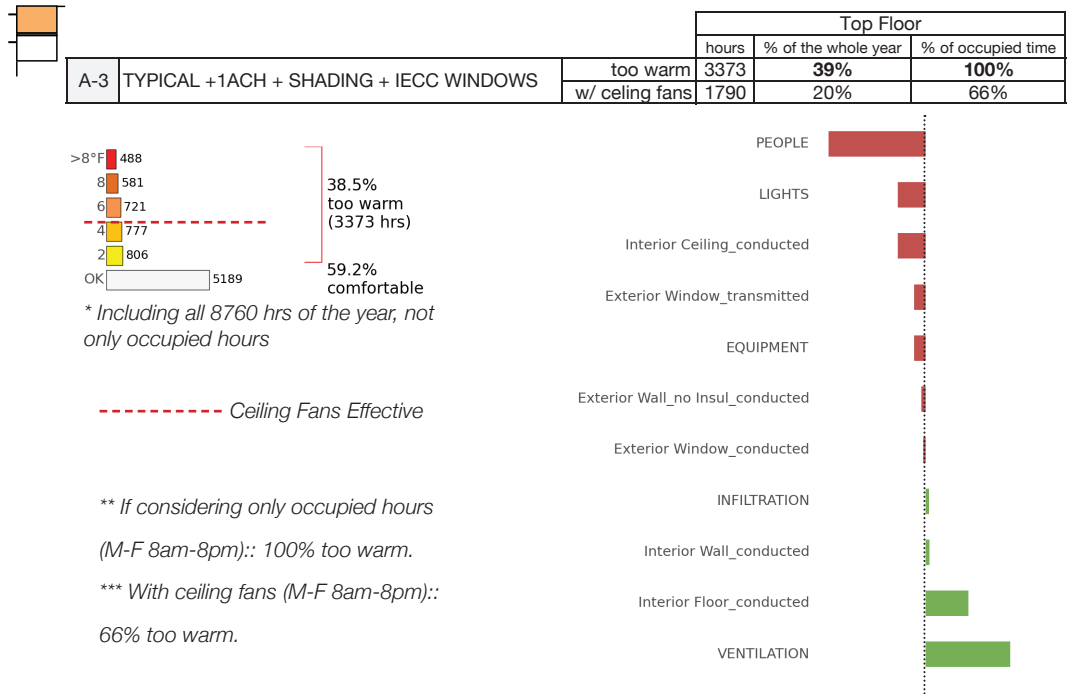 Top Floor
hours % of the whole year % of occupied time
A-3 TYPICAL +1ACH + SHADING + IECC WINDOWS
too warm 3373 39% 100%
w/ celing fans 1790 20% 66%
>8°F 488
8 581
6 721
4 777
2 806
OK 5189
38.5%
too warm
(3373 hrs)
59.2%
comfortable
* Including all 8760 hrs of the year, not
only occupied hours
Ceiling Fans Effective
** If considering only occupied hours
(M-F 8am-8pm):: 100% too warm.
*** With ceiling fans (M-F 8am-8pm)::
66% too warm.
PEOPLE
LIGHTS
Interior Ceiling_conducted
Exterior Window_transmitted
EQUIPMENT
Exterior Wall_no Insul_conducted
Exterior Window_conducted
INFILTRATION
Interior Wall_conducted
Interior Floor_conducted
VENTILATION